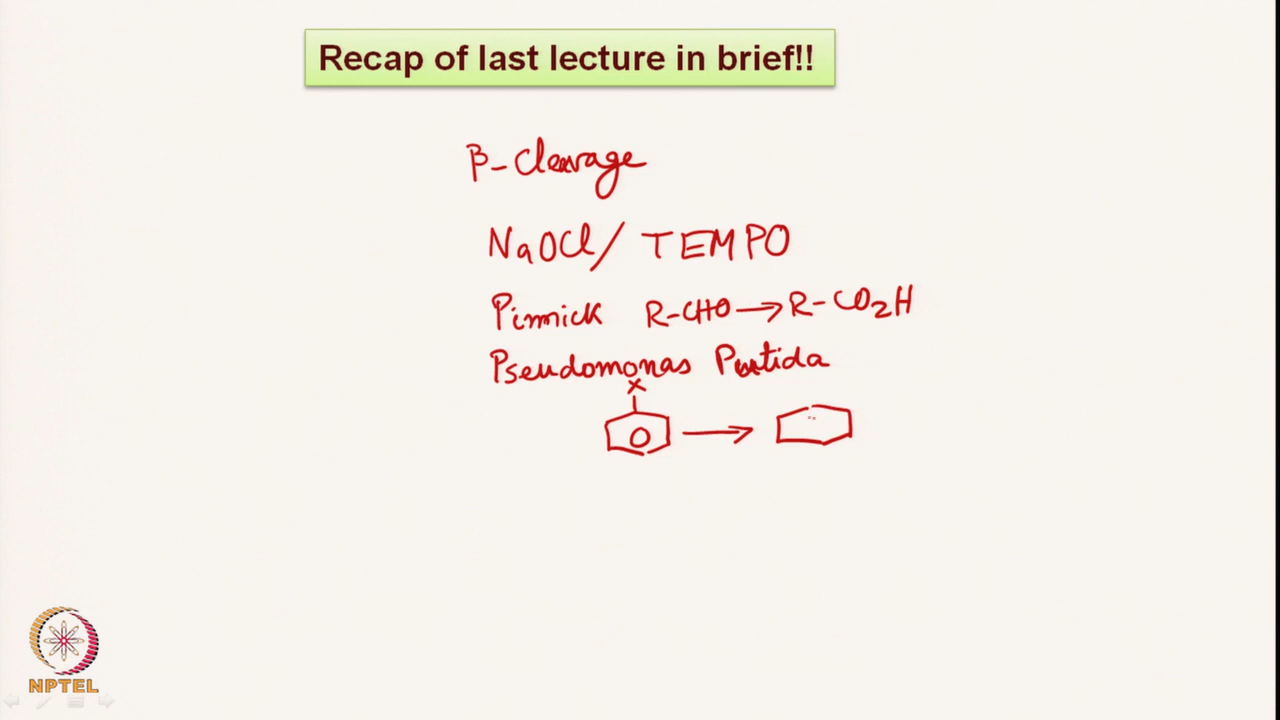 Recap of last lecture in brief!!
β-Cleavage
NaOCl/ TEMPO
Pinnick R-CHO→R-CO2H
Pseudomonas Putida
X
NPTEL